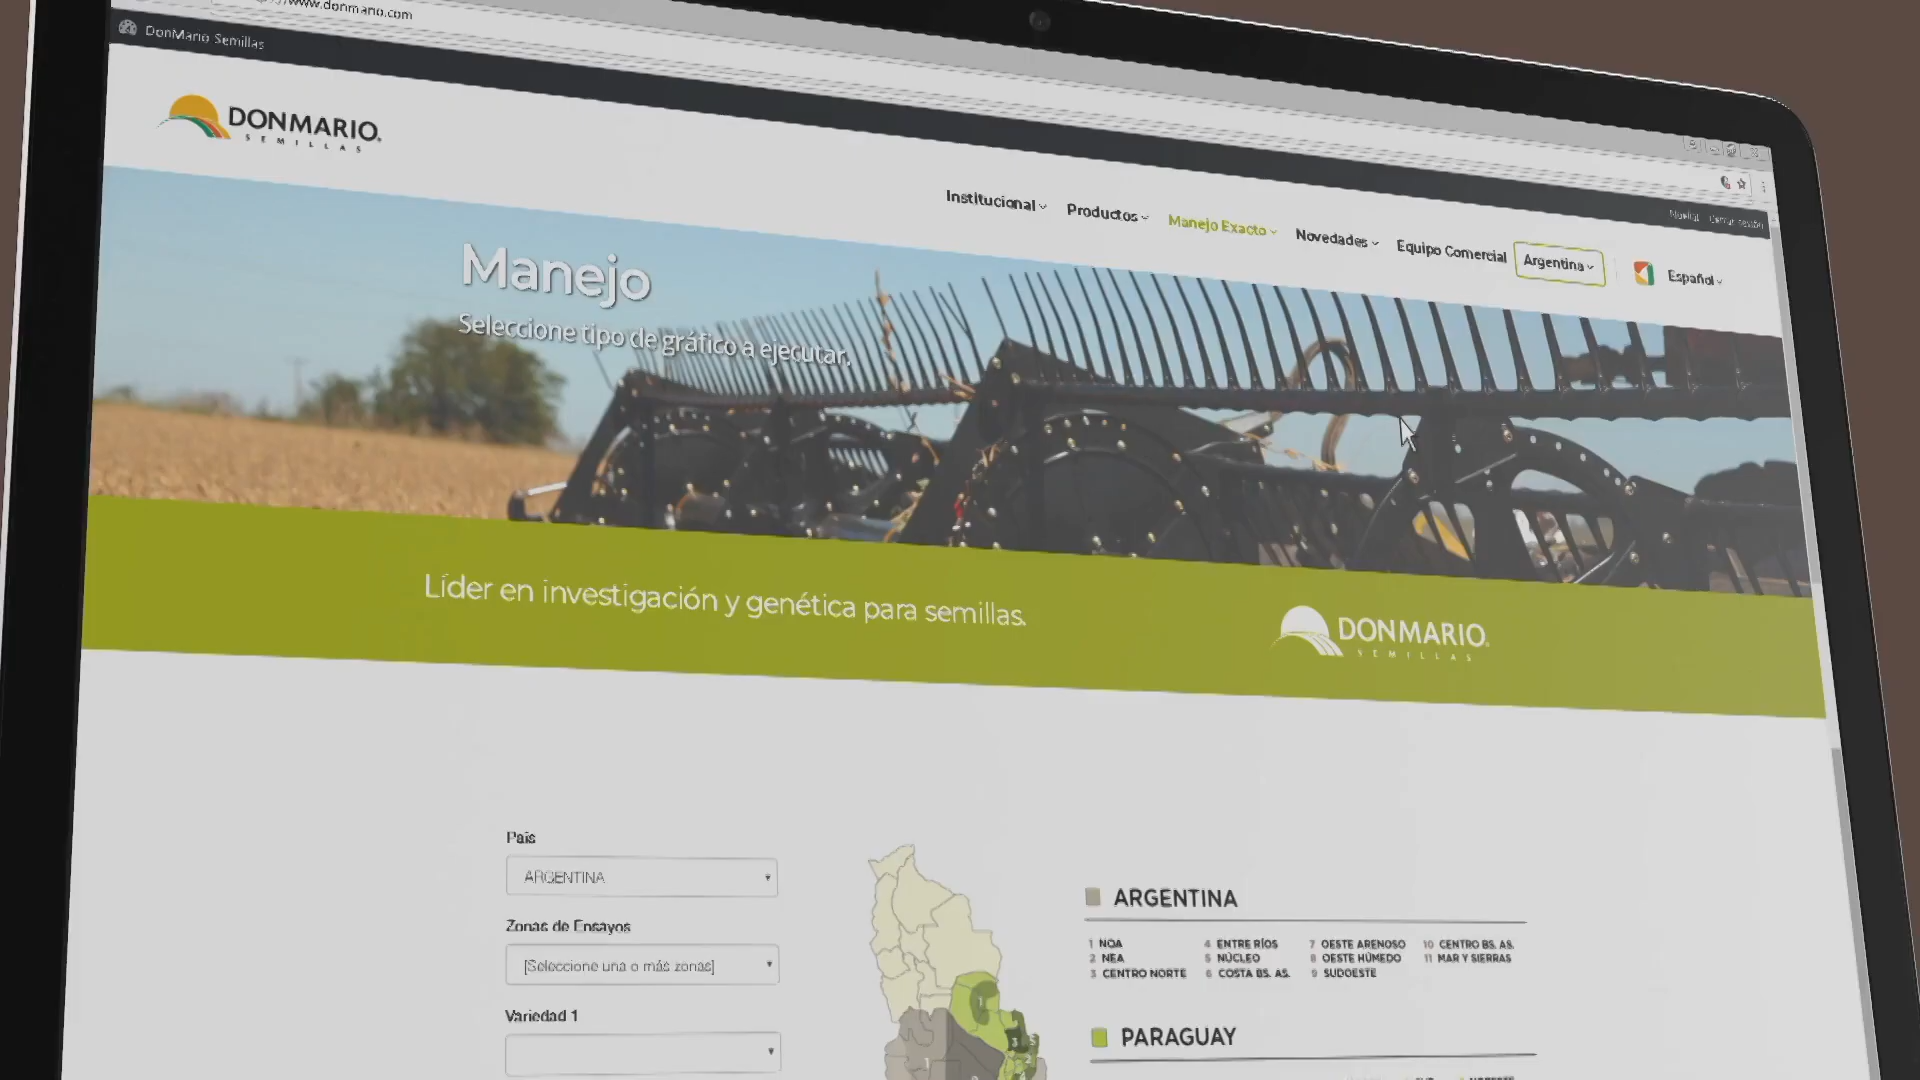 www.donmario.com
DonMario Semillas
DONMARIO
SEMILLAS
Institucional
Productos
Manejo Exacto
Novedades
Equipo Comercial
Argentina
Español
Manejo
Seleccione tipo de gráfico a ejecutar.
Líder en investigación y genética para semillas.
DONMARIO
SEMILLAS
País
ARGENTINA
Zonas de Ensayos
[Seleccione una o más zonas]
Variedad 1
ARGENTINA
1 NOA
2 NEA
3 CENTRO NORTE
4 ENTRE RÍOS
5 NÚCLEO
6 COSTA BS. AS.
7 OESTE ARENOSO
8 OESTE HÚMEDO
9 SUDOESTE
10 CENTRO BS. AS.
11 MAR Y SIERRAS
PARAGUAY